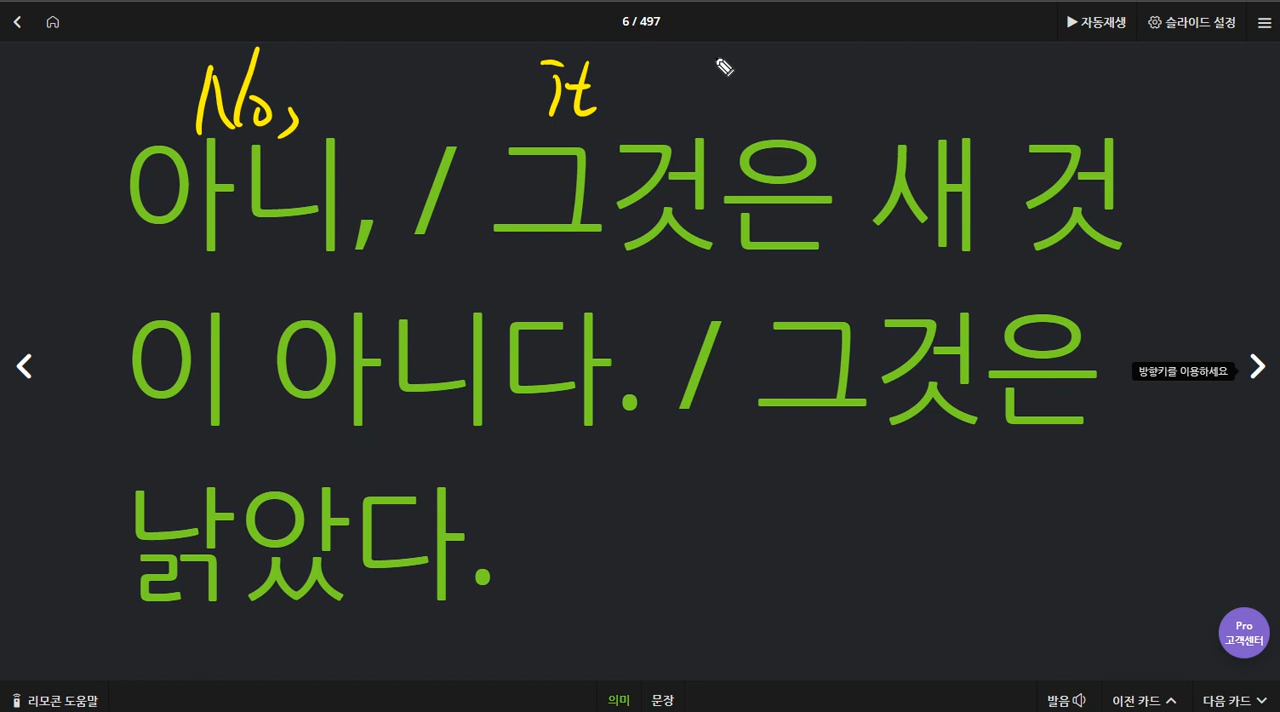 6 / 497
자동재생
슬라이드 설정
No, it
아니, / 그것은 새 것
이 아니다. / 그것은
방향키를 이용하세요
낡았다.
Pro
고객센터
리모콘 도움말
의미
문장
발음
이전 카드
다음 카드